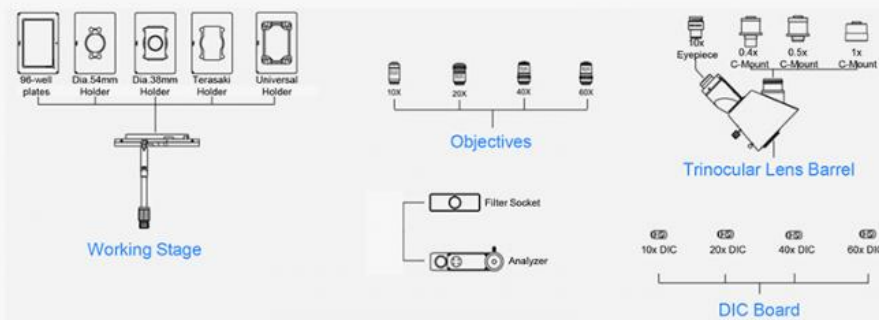 96-well
plates
Dia.54mm
Holder
Dia.38mm
Holder
Terasaki
Holder
Universal
Holder
Working Stage
10X
20X
40X
60X
Objectives
Filter Socket
Analyzer
10x
Eyepiece
0.4x
C-Mount
0.5x
C-Mount
1x
C-Mount
Trinocular Lens Barrel
10x DIC
20x DIC
40x DIC
60x DIC
DIC Board